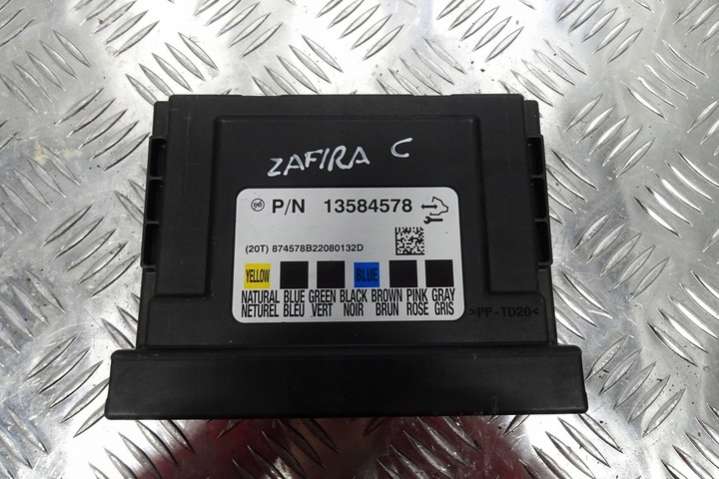 ZAFIRA C
P/N 13584578
(20T) 874578B22080132D
YELLOW BLUE
NATURAL BLUE GREEN BLACK BROWN PINK GRAY
NETUREL BLEU VERT NOIR BRUN ROSE GRIS
>PP-TD20<